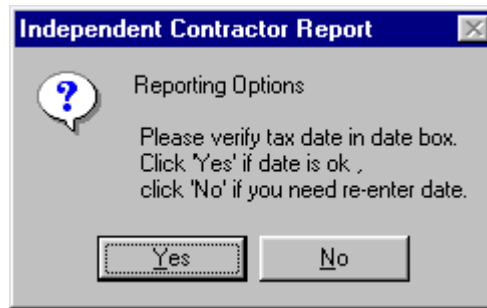 Independent Contractor Report
?
Reporting Options
Please verify tax date in date box.
Click 'Yes' if date is ok ,
click 'No' if you need re-enter date.
Yes No